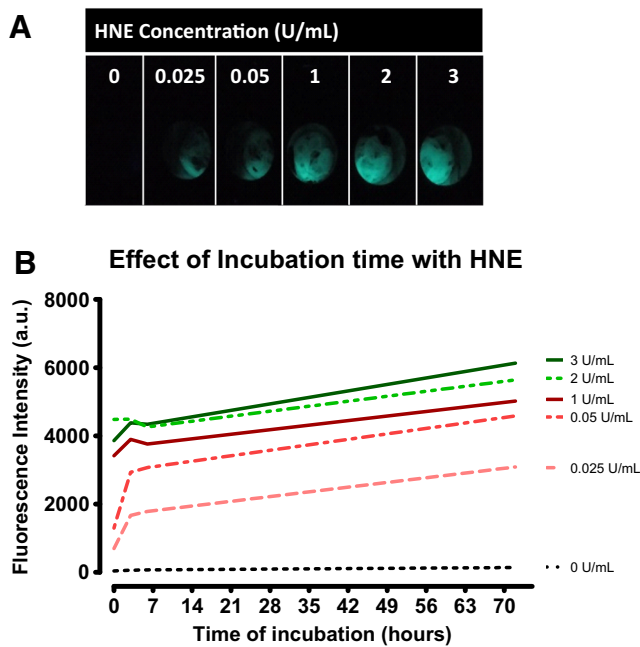 A
HNE Concentration (U/mL)
0 0.025 0.05 1 2 3
B
Effect of Incubation time with HNE
Fluorescence Intensity (a.u.)
8000
6000
4000
2000
0
0 7 14 21 28 35 42 49 56 63 70
Time of incubation (hours)
3 U/mL
2 U/mL
1 U/mL
0.05 U/mL
0.025 U/mL
0 U/mL